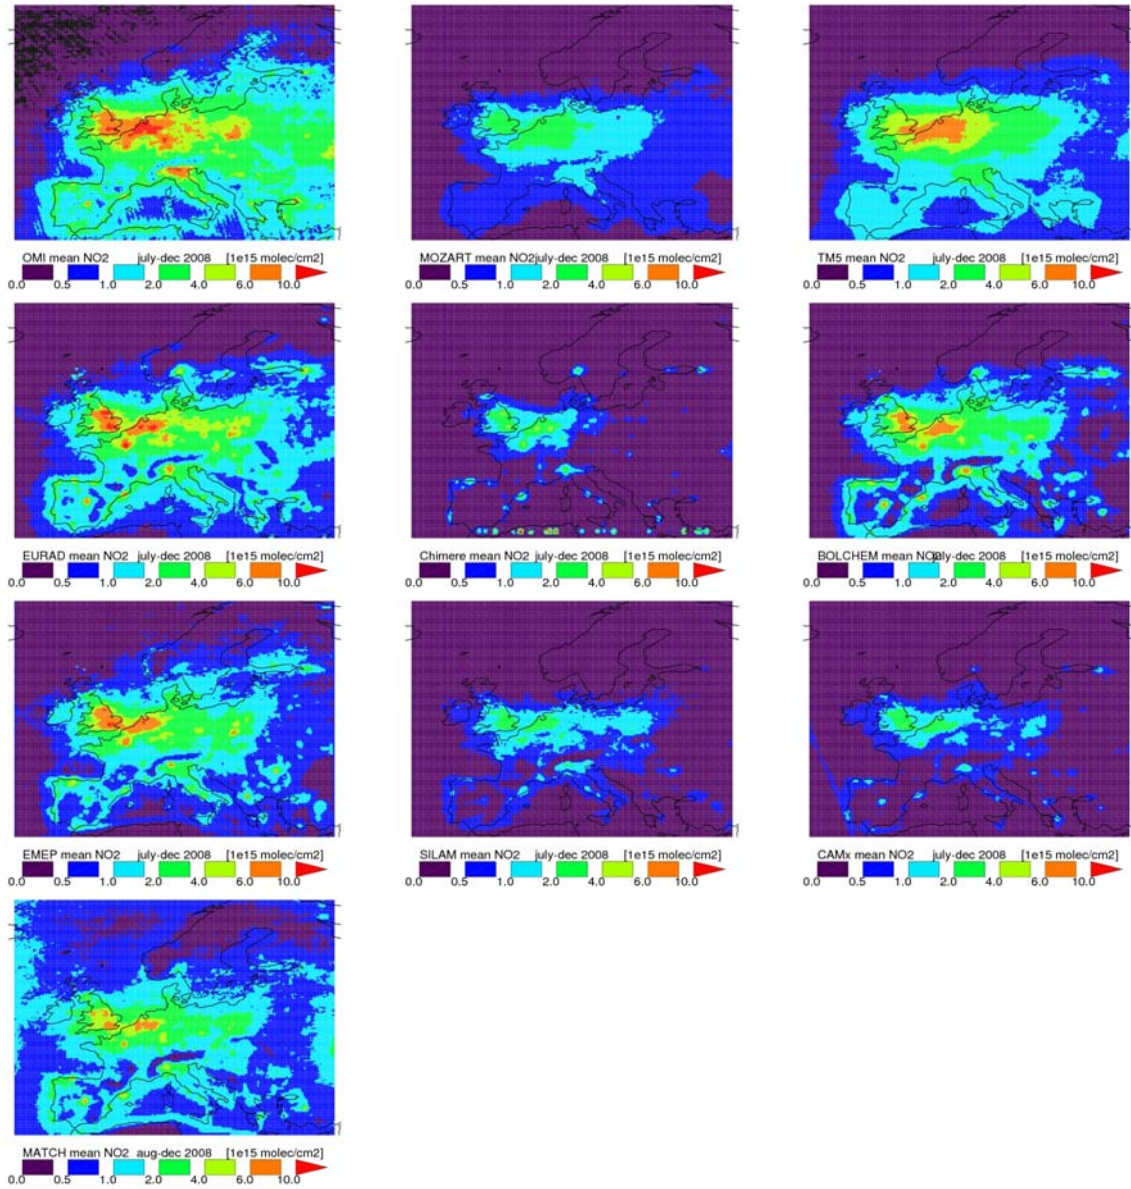 OMI mean NO2 july-dec 2008 [1e15 molec/cm2]
0.0 0.5 1.0 2.0 4.0 6.0 10.0
MOZART mean NO2july-dec 2008 [1e15 molec/cm2]
0.0 0.5 1.0 2.0 4.0 6.0 10.0
TM5 mean NO2 july-dec 2008 [1e15 molec/cm2]
0.0 0.5 1.0 2.0 4.0 6.0 10.0
EURAD mean NO2 july-dec 2008 [1e15 molec/cm2]
0.0 0.5 1.0 2.0 4.0 6.0 10.0
Chimere mean NO2 july-dec 2008 [1e15 molec/cm2]
0.0 0.5 1.0 2.0 4.0 6.0 10.0
BOLCHEM mean NO2july-dec 2008 [1e15 molec/cm2]
0.0 0.5 1.0 2.0 4.0 6.0 10.0
EMEP mean NO2 july-dec 2008 [1e15 molec/cm2]
0.0 0.5 1.0 2.0 4.0 6.0 10.0
SILAM mean NO2 july-dec 2008 [1e15 molec/cm2]
0.0 0.5 1.0 2.0 4.0 6.0 10.0
CAMx mean NO2 july-dec 2008 [1e15 molec/cm2]
0.0 0.5 1.0 2.0 4.0 6.0 10.0
MATCH mean NO2 aug-dec 2008 [1e15 molec/cm2]
0.0 0.5 1.0 2.0 4.0 6.0 10.0